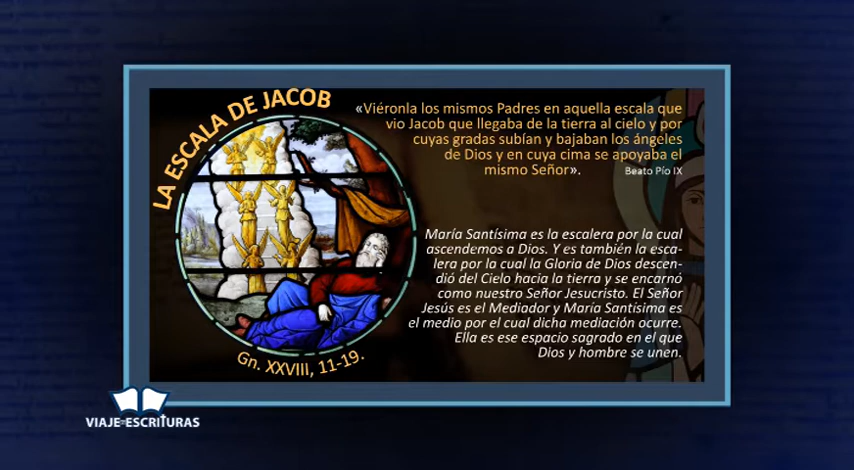 LA ESCALA DE JACOB
«Viéronla los mismos Padres en aquella escala que
vio Jacob que llegaba de la tierra al cielo y por
cuyas gradas subían y bajaban los ángeles
de Dios y en cuya cima se apoyaba el
mismo Señor».
Beato Pío IX
María Santísima es la escalera por la cual
ascendemos a Dios. Y es también la esca-
lera por la cual la Gloria de Dios descen-
dió del Cielo hacia la tierra y se encarnó
como nuestro Señor Jesucristo. El Señor
Jesús es el Mediador y María Santísima es
el medio por el cual dicha mediación ocurre.
Ella es ese espacio sagrado en el que
Dios y hombre se unen.
Gn. XXVIII, 11-19.
VIAJE ESCRITURAS